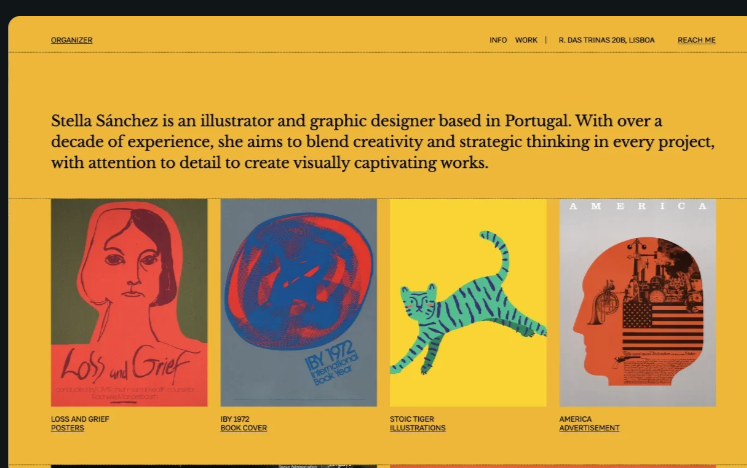 ORGANIZER
INFO WORK | R. DAS TRINAS 20B, LISBOA REACH ME
Stella Sánchez is an illustrator and graphic designer based in Portugal. With over a
decade of experience, she aims to blend creativity and strategic thinking in every project,
with attention to detail to create visually captivating works.
Loss and Grief
IBY 1972
International
Book Year
AMERICA
LOSS AND GRIEF
POSTERS
IBY 1972
BOOK COVER
STOIC TIGER
ILLUSTRATIONS
AMERICA
ADVERTISEMENT